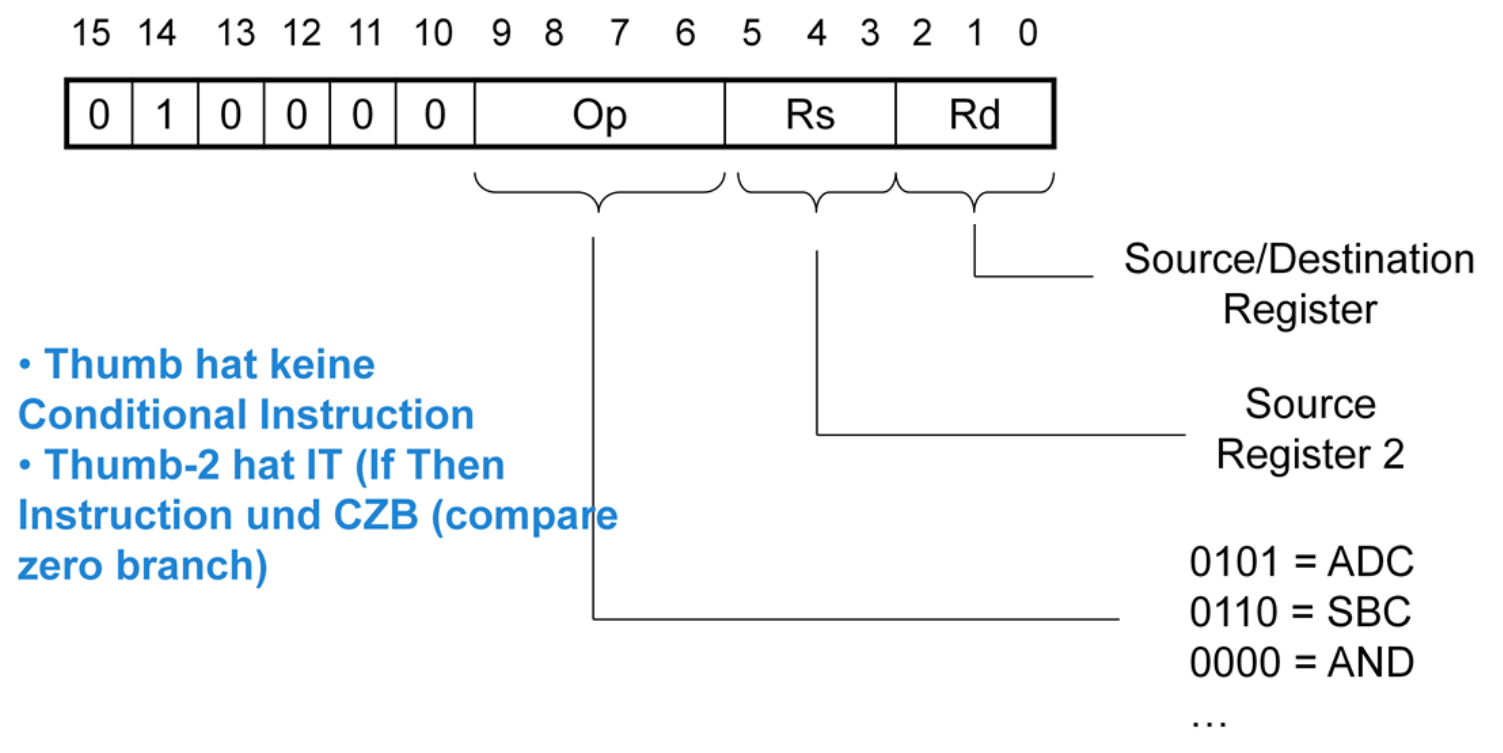 15 14 13 12 11 10 9 8 7 6 5 4 3 2 1 0
0 1 0 0 0 0 Op Rs Rd
Source/Destination
Register
• Thumb hat keine
Conditional Instruction
• Thumb-2 hat IT (If Then
Instruction und CZB (compare
zero branch)
Source
Register 2
0101 = ADC
0110 = SBC
0000 = AND
...